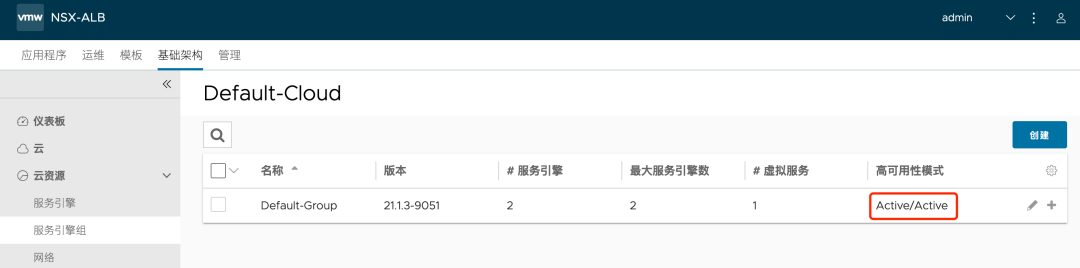 vmw NSX-ALB admin
应用程序 运维 模板 基础架构 管理
Default-Cloud
仪表板
云
云资源
服务引擎
服务引擎组
网络
创建
名称 版本 # 服务引擎 最大服务引擎数 # 虚拟服务 高可用性模式
Default-Group 21.1.3-9051 2 2 1 Active/Active